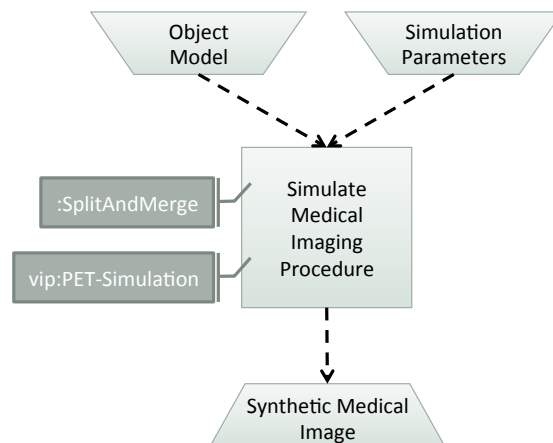 Object
Model
Simulation
Parameters
:SplitAndMerge
vip:PET-Simulation
Simulate
Medical
Imaging
Procedure
Synthetic Medical
Image